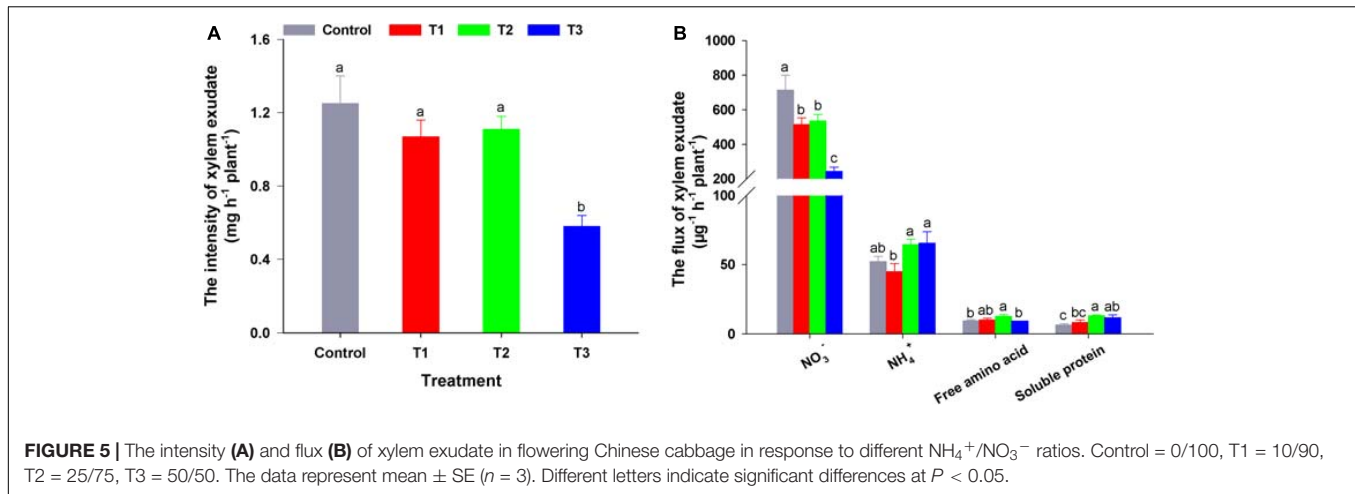 A
Control T1 T2 T3
The intensity of xylem exudate
(mg h⁻¹ plant⁻¹)
1.6
1.2
0.8
0.4
0.0
a
a
a
b
Control T1 T2 T3
Treatment
B
The flux of xylem exudate
(µg⁻¹ h⁻¹ plant⁻¹)
1000
800
600
400
200
100
50
0
a b b c
ab b a a
b ab a b
c bc a ab
NO₃⁻
NH₄⁺
Free amino acid
Soluble protein
FIGURE 5 | The intensity (A) and flux (B) of xylem exudate in flowering Chinese cabbage in response to different NH₄⁺/NO₃⁻ ratios. Control = 0/100, T1 = 10/90,
T2 = 25/75, T3 = 50/50. The data represent mean ± SE (n = 3). Different letters indicate significant differences at P < 0.05.